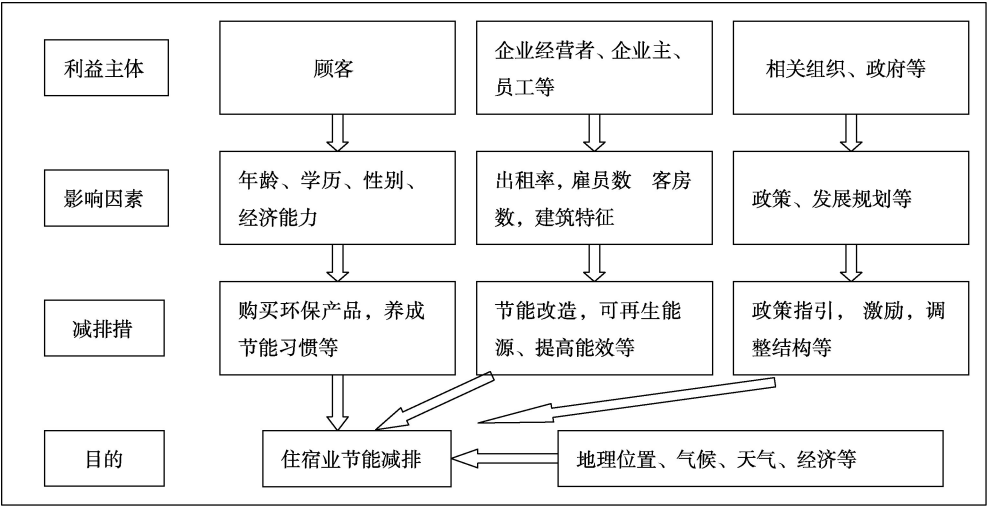 利益主体
顾客
企业经营者、企业主、
员工等
相关组织、政府等
影响因素
年龄、学历、性别、
经济能力
出租率，雇员数　客房
数，建筑特征
政策、发展规划等
减排措
购买环保产品，养成
节能习惯等
节能改造，可再生能
源、提高能效等
政策指引，　激励，调
整结构等
目的
住宿业节能减排
地理位置、气候、天气、经济等